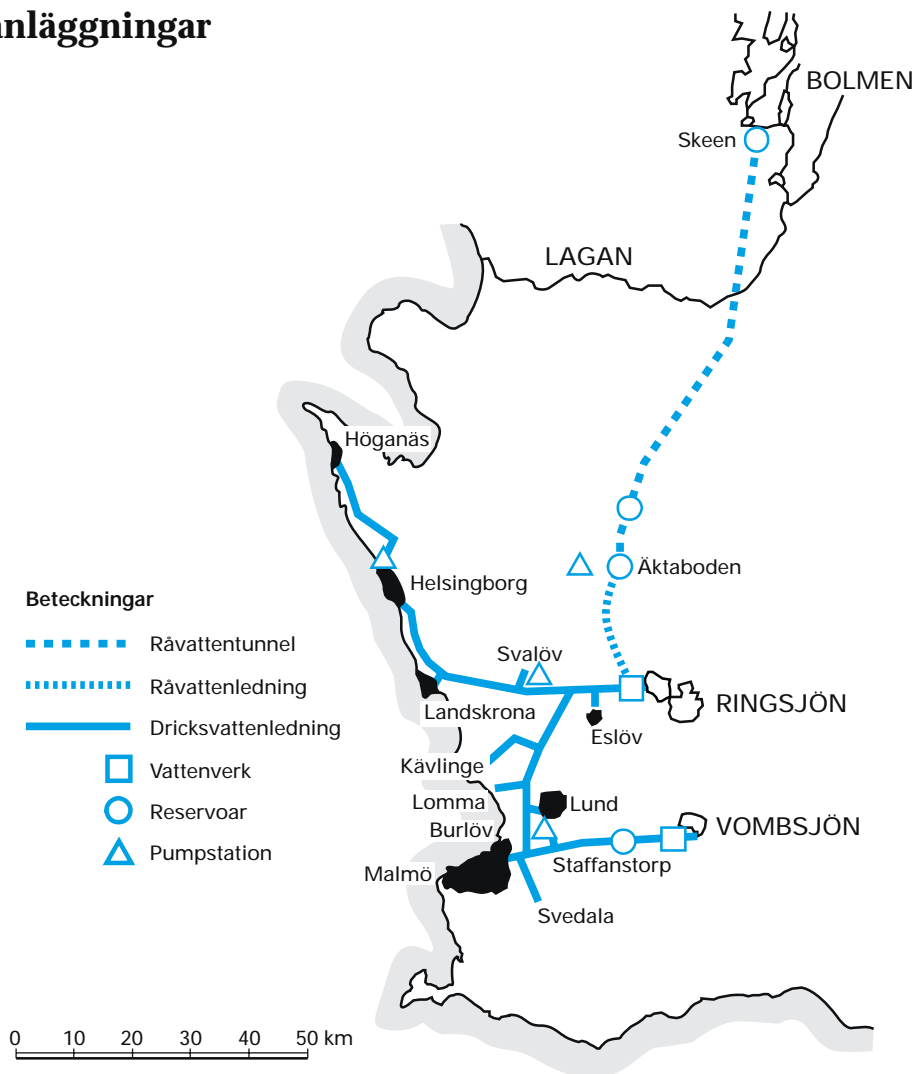 anläggningar
BOLMEN
Skeen
LAGAN
Höganäs
Äktaboden
Helsingborg
Beteckningar
Råvattentunnel
Råvattenledning
Dricksvattenledning
Vattenverk
Reservoar
Pumpstation
Svalöv
Landskrona
RINGSJÖN
Eslöv
Kävlinge
Lomma
Lund
Burlöv
VOMBSJÖN
Malmö
Staffanstorp
Svedala
0 10 20 30 40 50 km